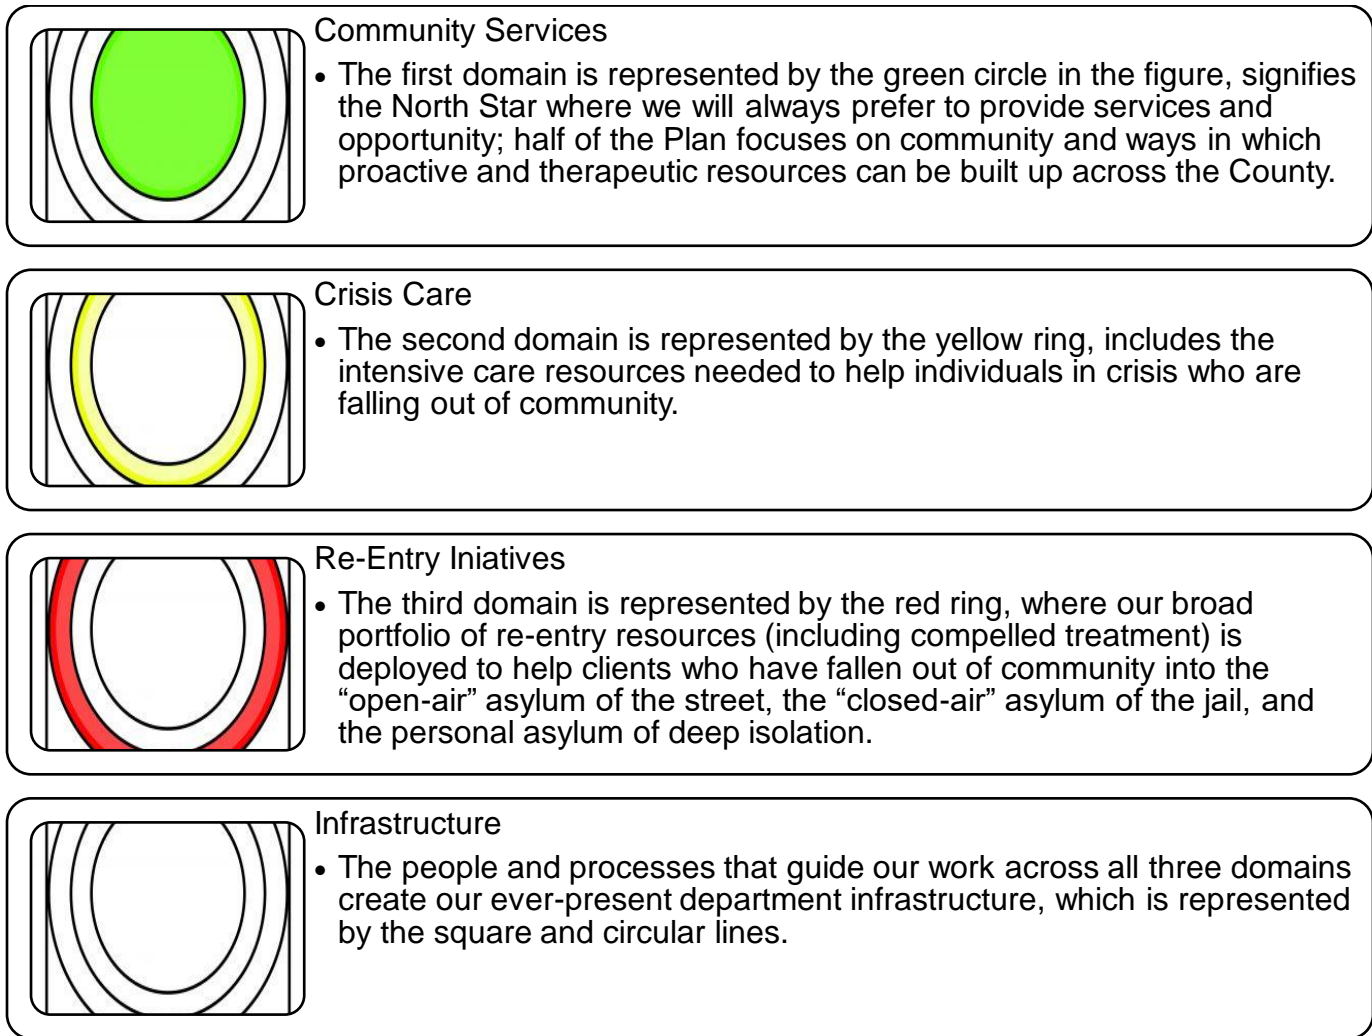 Community Services
• The first domain is represented by the green circle in the figure, signifies
the North Star where we will always prefer to provide services and
opportunity; half of the Plan focuses on community and ways in which
proactive and therapeutic resources can be built up across the County.
Crisis Care
• The second domain is represented by the yellow ring, includes the
intensive care resources needed to help individuals in crisis who are
falling out of community.
Re-Entry Iniatives
• The third domain is represented by the red ring, where our broad
portfolio of re-entry resources (including compelled treatment) is
deployed to help clients who have fallen out of community into the
“open-air” asylum of the street, the “closed-air” asylum of the jail, and
the personal asylum of deep isolation.
Infrastructure
• The people and processes that guide our work across all three domains
create our ever-present department infrastructure, which is represented
by the square and circular lines.